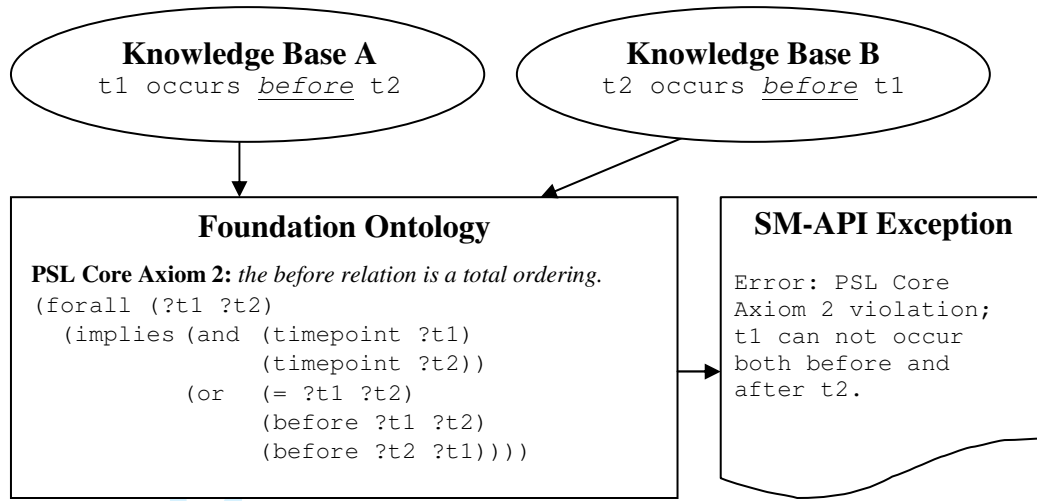 Knowledge Base A
t1 occurs before t2
Knowledge Base B
t2 occurs before t1
Foundation Ontology
PSL Core Axiom 2: the before relation is a total ordering.
(forall (?t1 ?t2)
(implies (and (timepoint ?t1)
(timepoint ?t2))
(or (= ?t1 ?t2)
(before ?t1 ?t2)
(before ?t2 ?t1))))
SM-API Exception
Error: PSL Core
Axiom 2 violation;
t1 can not occur
both before and
after t2.